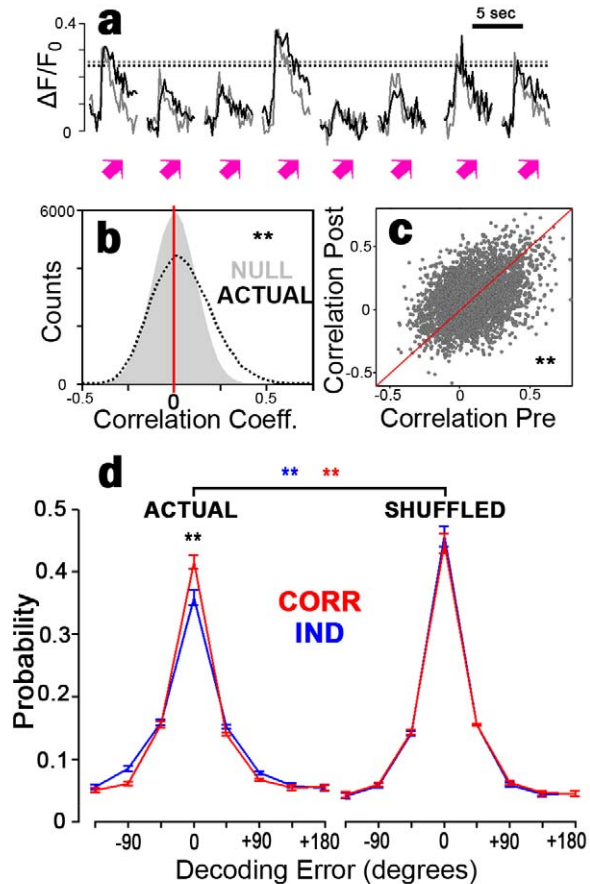 a
5 sec
ΔF/F0
0.4
0
b
6000
Counts
0
**
NULL
ACTUAL
-0.5
0
0.5
Correlation Coeff.
c
Correlation Post
0.5
0
-0.5
**
-0.5
0
0.5
Correlation Pre
d
** **
ACTUAL
SHUFFLED
**
CORR
IND
Probability
0.5
0.4
0.3
0.2
0.1
0
-90 0 +90 -90 0 +90 +180
Decoding Error (degrees)